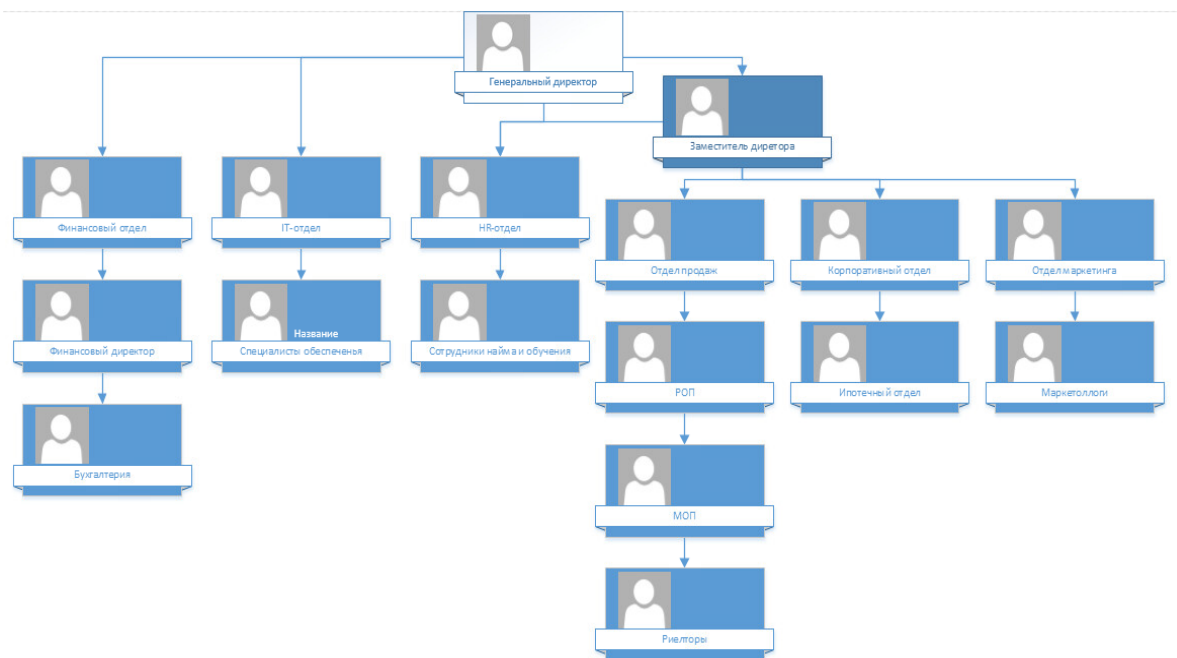 Генеральный директор
Заместитель диретора
Финансовый отдел
IT-отдел
HR-отдел
Отдел продаж
Корпоративный отдел
Отдел маркетинга
Финансовый директор
Название
Специалисты обеспеченья
Сотрудники найма и обучения
РОП
Ипотечный отдел
Маркетоллоги
Бухгалтерия
МОП
Риелторы